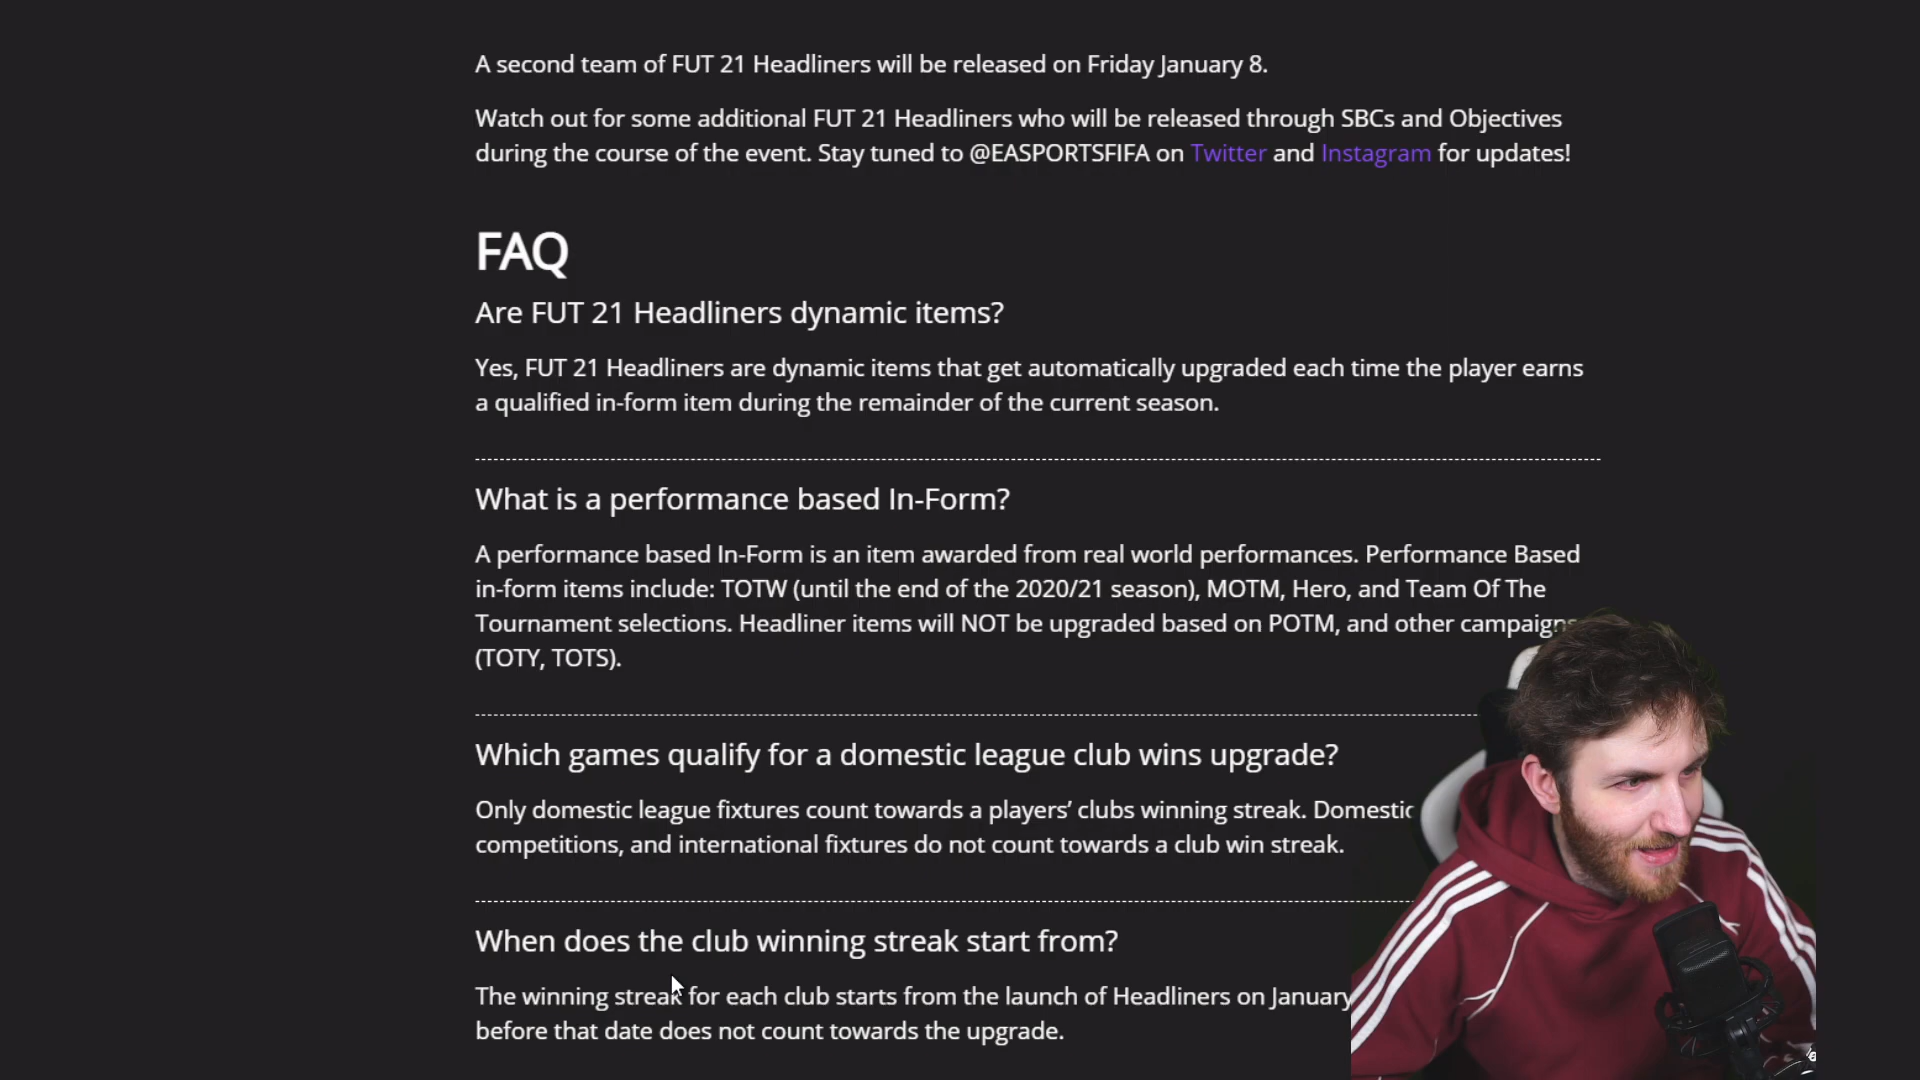 A second team of FUT 21 Headliners will be released on Friday January 8.
Watch out for some additional FUT 21 Headliners who will be released through SBCs and Objectives
during the course of the event. Stay tuned to @EASPORTSFIFA on Twitter and Instagram for updates!
FAQ
Are FUT 21 Headliners dynamic items?
Yes, FUT 21 Headliners are dynamic items that get automatically upgraded each time the player earns
a qualified in-form item during the remainder of the current season.
What is a performance based In-Form?
A performance based In-Form is an item awarded from real world performances. Performance Based
in-form items include: TOTW (until the end of the 2020/21 season), MOTM, Hero, and Team Of The
Tournament selections. Headliner items will NOT be upgraded based on POTM, and other campaigns
(TOTY, TOTS).
Which games qualify for a domestic league club wins upgrade?
Only domestic league fixtures count towards a players’ clubs winning streak. Domestic
competitions, and international fixtures do not count towards a club win streak.
When does the club winning streak start from?
The winning streak for each club starts from the launch of Headliners on January
before that date does not count towards the upgrade.